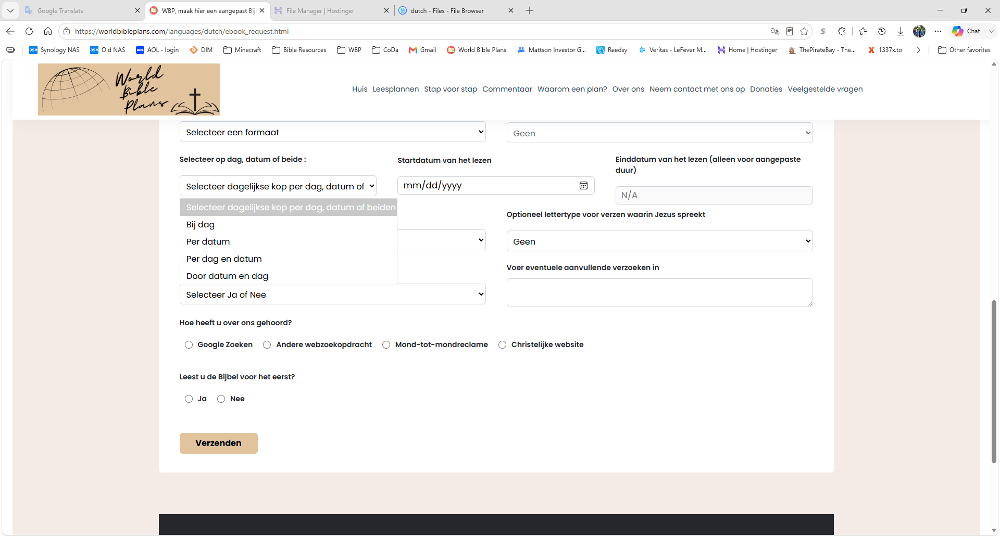 Google Translate
WBP, maak hier een aangepast Bij
File Manager | Hostinger
dutch - Files - File Browser
https://worldbibleplans.com/languages/dutch/ebook_request.html
Chat
Synology NAS
Old NAS
AOL - login
DIM
Minecraft
Bible Resources
WBP
CoDa
Gmail
World Bible Plans
Mattson Investor G...
Reedsy
Veritas - LeFever M...
Home | Hostinger
ThePirateBay - The...
1337x.to
Other favorites
World
Bible
Plans
Huis
Leesplannen
Stap voor stap
Commentaar
Waarom een plan?
Over ons
Neem contact met ons op
Donaties
Veelgestelde vragen
Selecteer een formaat
Geen
Selecteer op dag, datum of beide :
Startdatum van het lezen
Einddatum van het lezen (alleen voor aangepaste
duur)
Selecteer dagelijkse kop per dag, datum of
mm/dd/yyyy
N/A
Selecteer dagelijkse kop per dag, datum of beiden
Bij dag
Per datum
Per dag en datum
Door datum en dag
Optioneel lettertype voor verzen waarin Jezus spreekt
Geen
Voer eventuele aanvullende verzoeken in
Selecteer Ja of Nee
Hoe heeft u over ons gehoord?
Google Zoeken
Andere webzoekopdracht
Mond-tot-mondreclame
Christelijke website
Leest u de Bijbel voor het eerst?
Ja
Nee
Verzenden